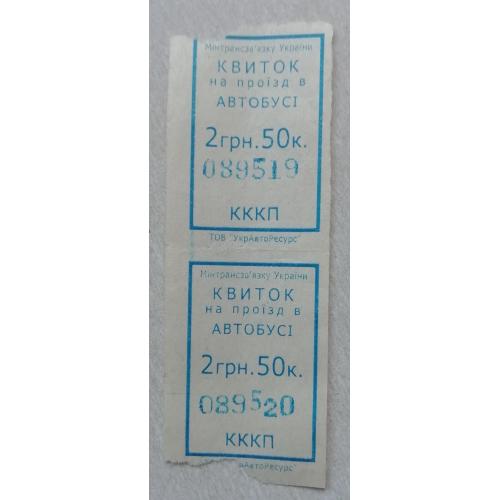 Мінтрансзв'язку України
КВИТОК
на проїзд в
АВТОБУСІ
2грн.50к.
089519
КККП
ТОВ "УкрАвтоРесурс"
Мінтрансзв'язку України
КВИТОК
на проїзд в
АВТОБУСІ
2грн.50к.
089520
КККП